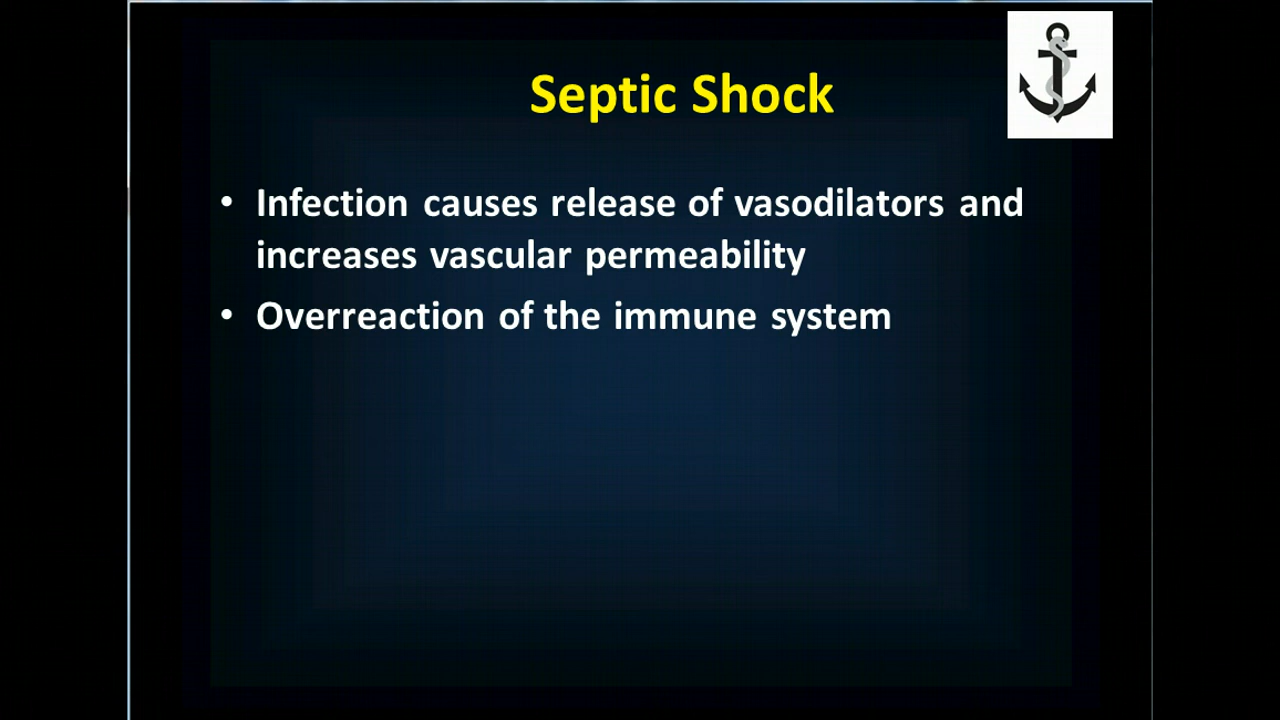 Septic Shock
• Infection causes release of vasodilators and
increases vascular permeability
• Overreaction of the immune system